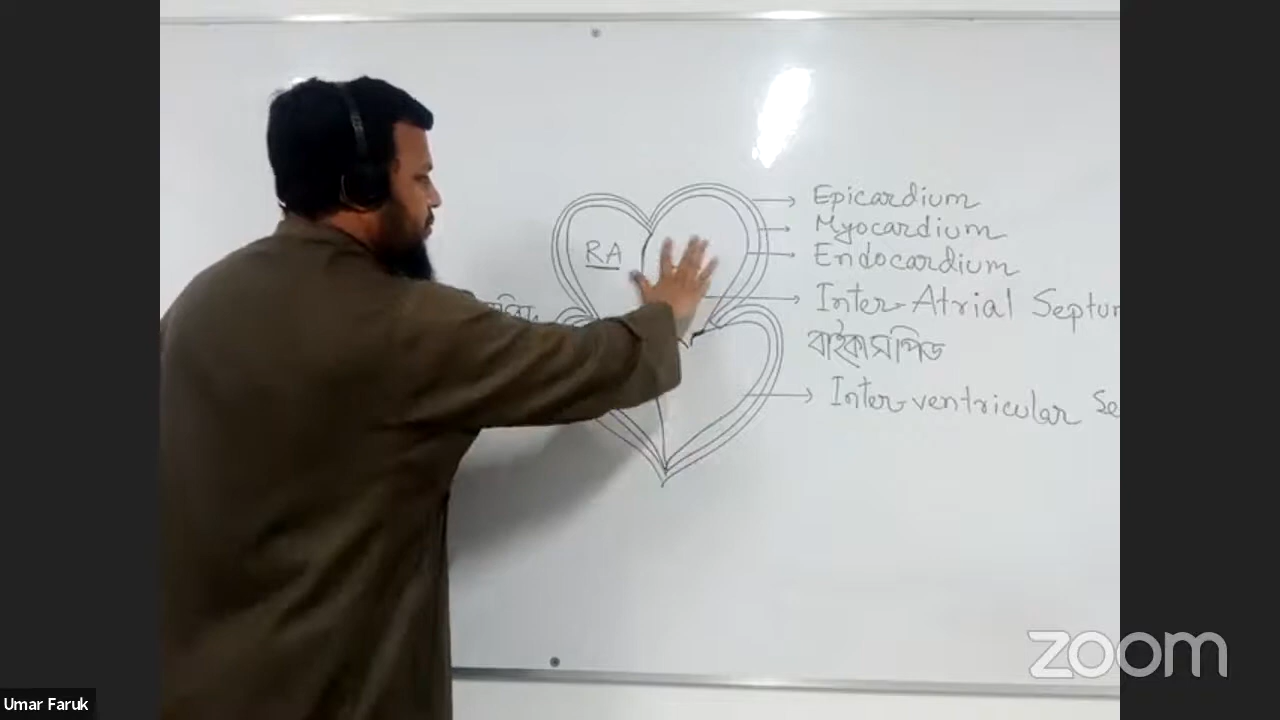 Epicardium
Myocardium
RA
Endocardium
Inter-Atrial Septum
বাইকাসপিড
Inter-ventricular Se
zoom
Umar Faruk